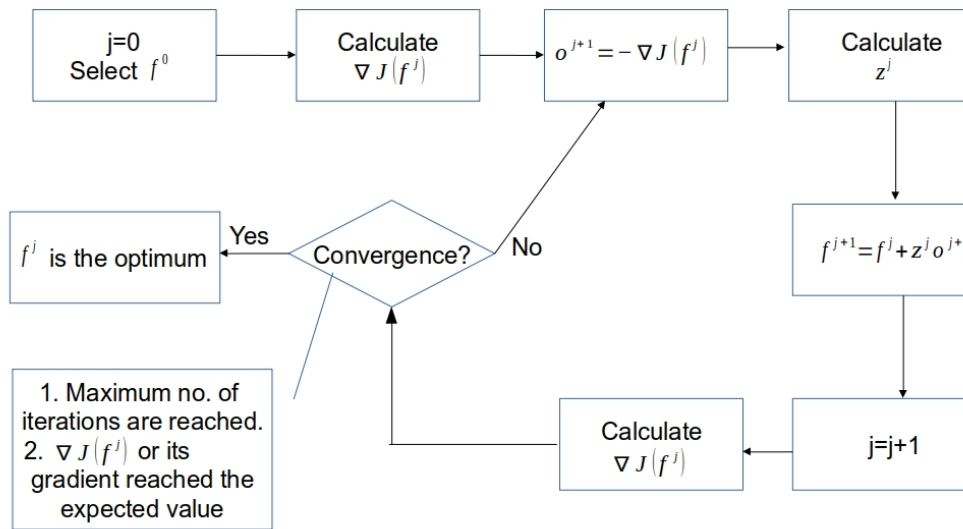 j=0
Select f⁰
Calculate
∇ J(fʲ)
oʲ⁺¹=− ∇ J(fʲ)
Calculate
zʲ
fʲ⁺¹=fʲ+zʲoʲ⁺
j=j+1
Calculate
∇ J(fʲ)
Convergence?
No
Yes
fʲ is the optimum
1. Maximum no. of
iterations are reached.
2. ∇ J(fʲ) or its
gradient reached the
expected value